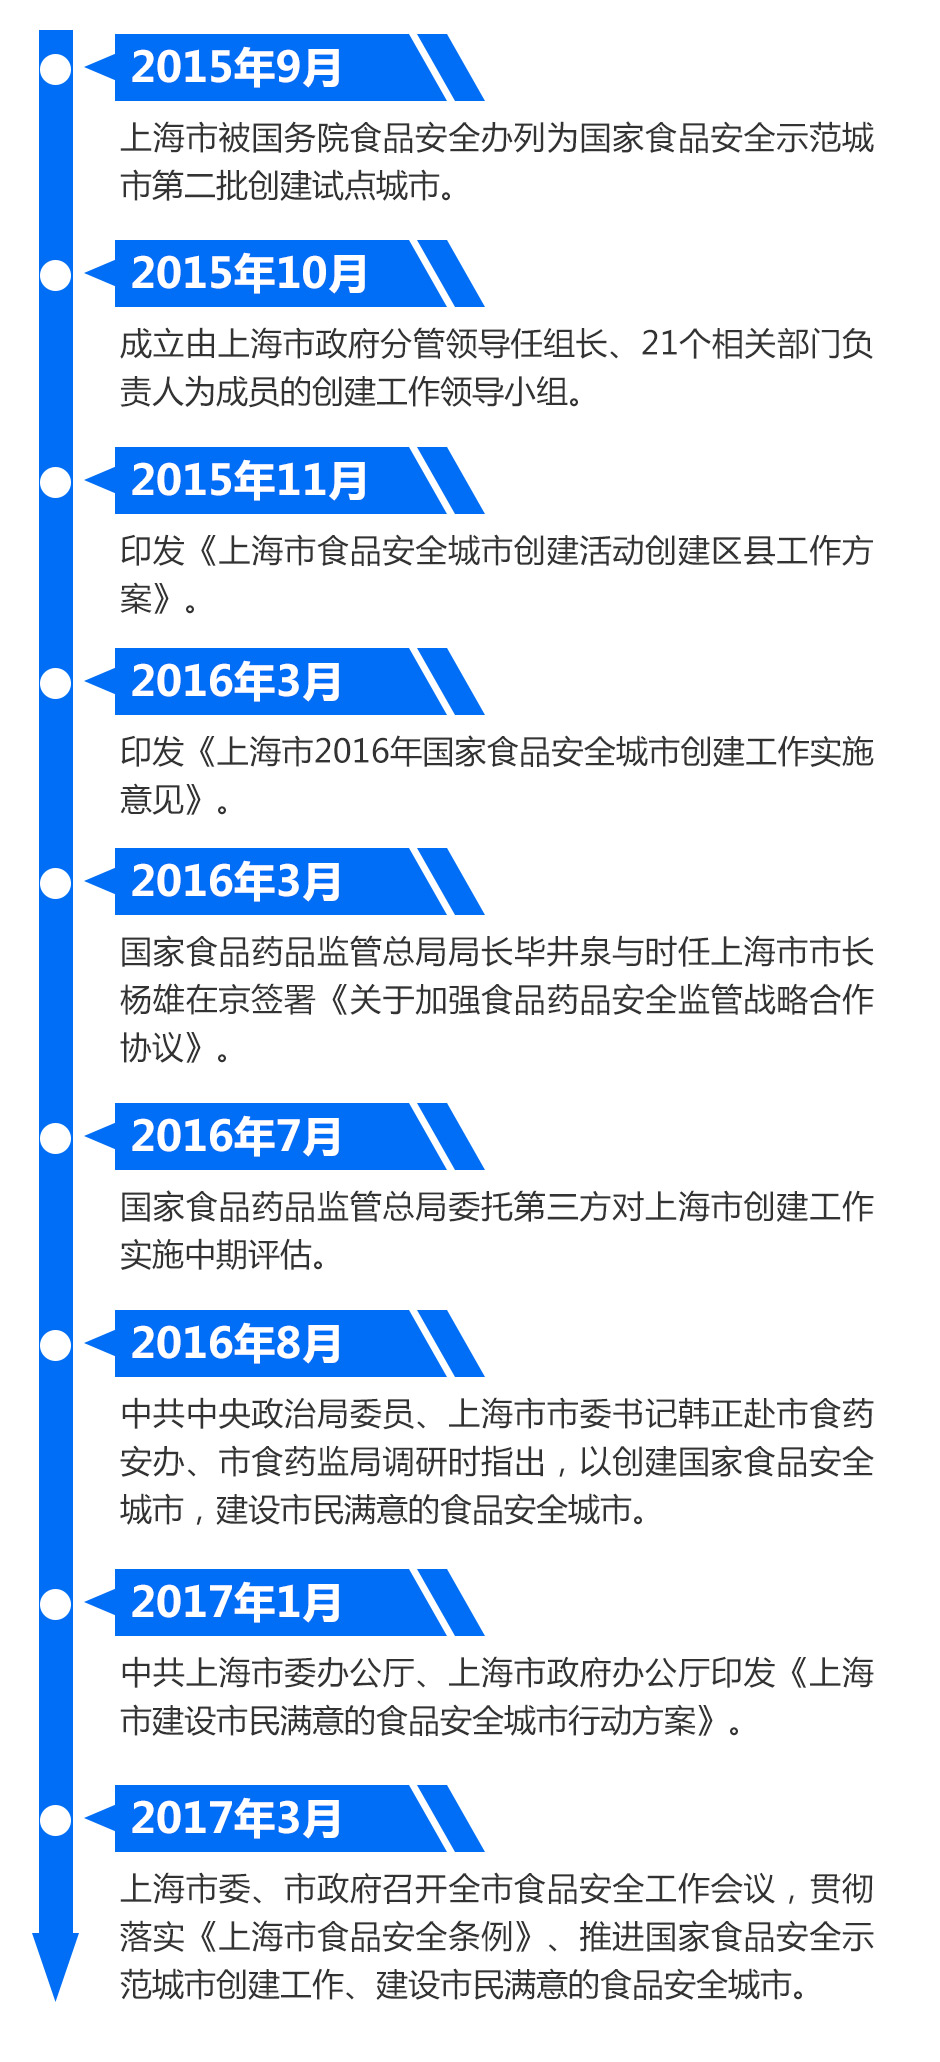 2015年9月
上海市被国务院食品安全办列为国家食品安全示范城
市第二批创建试点城市。
2015年10月
成立由上海市政府分管领导任组长、21个相关部门负
责人为成员的创建工作领导小组。
2015年11月
印发《上海市食品安全城市创建活动创建区县工作方
案》。
2016年3月
印发《上海市2016年国家食品安全城市创建工作实施
意见》。
2016年3月
国家食品药品监管总局局长毕井泉与时任上海市市长
杨雄在京签署《关于加强食品药品安全监管战略合作
协议》。
2016年7月
国家食品药品监管总局委托第三方对上海市创建工作
实施中期评估。
2016年8月
中共中央政治局委员、上海市市委书记韩正赴市食药
安办、市食药监局调研时指出，以创建国家食品安全
城市，建设市民满意的食品安全城市。
2017年1月
中共上海市委办公厅、上海市政府办公厅印发《上海
市建设市民满意的食品安全城市行动方案》。
2017年3月
上海市委、市政府召开全市食品安全工作会议，贯彻
落实《上海市食品安全条例》、推进国家食品安全示
范城市创建工作、建设市民满意的食品安全城市。